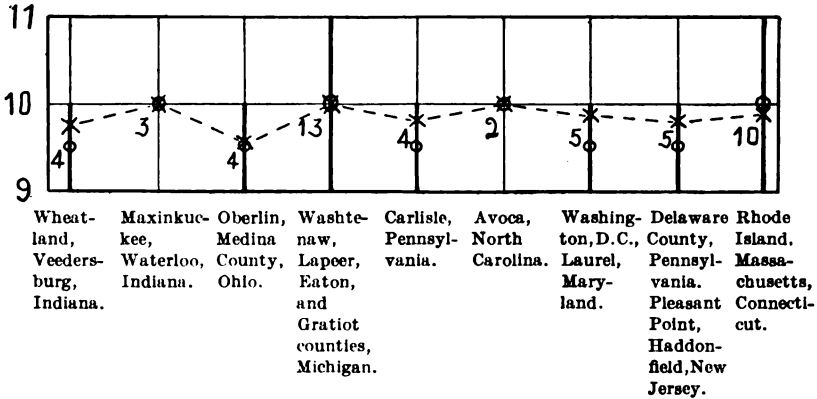 11
10
9
4
3
4
13
4
2
5
5
10
Wheat-
land,
Veeders-
burg,
Indiana.
Maxinkuc-
kee,
Waterloo,
Indiana.
Oberlin,
Medina
County,
Ohio.
Washte-
naw,
Lapeer,
Eaton,
and
Gratiot
counties,
Michigan.
Carlisle,
Pennsyl-
vania.
Avoca,
North
Carolina.
Washing-
ton, D.C.,
Laurel,
Mary-
land.
Delaware
County,
Pennsyl-
vania.
Pleasant
Point,
Haddon-
field, New
Jersey.
Rhode
Island.
Massa-
chusetts,
Connecti-
cut.